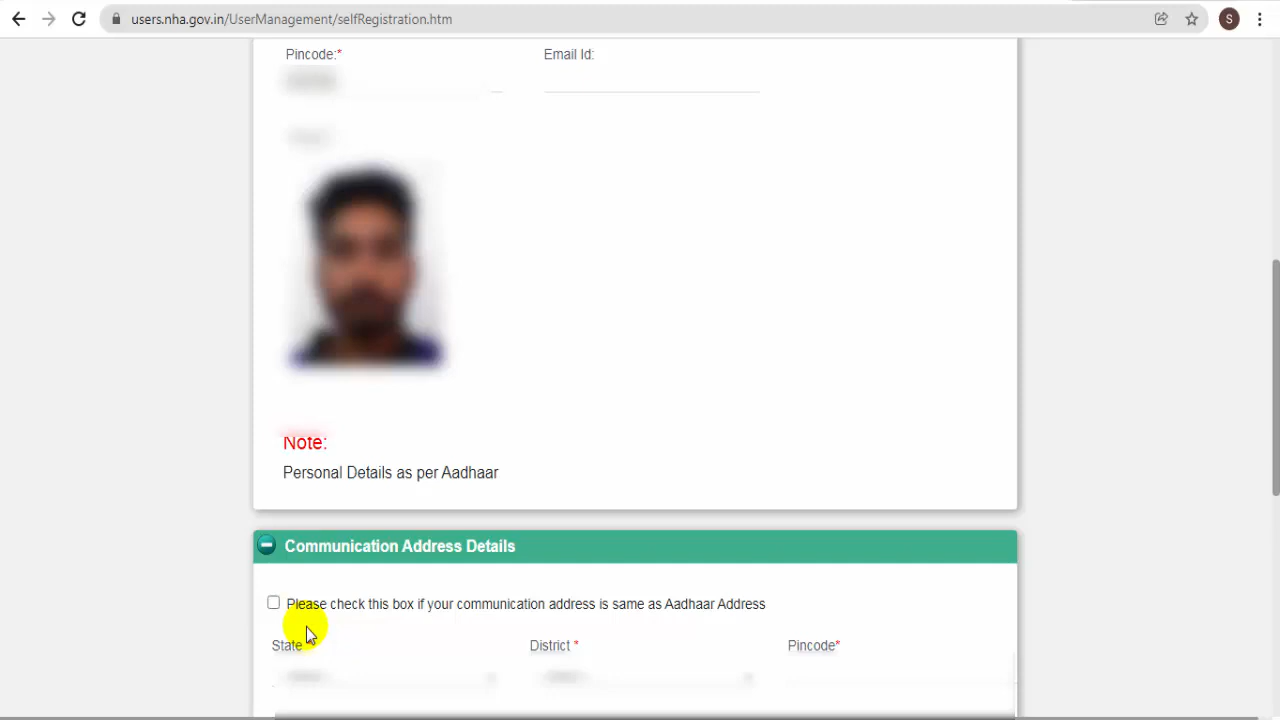 users.nha.gov.in/UserManagement/selfRegistration.htm
S
Pincode:*
Email Id:
Note:
Personal Details as per Aadhaar
Communication Address Details
Please check this box if your communication address is same as Aadhaar Address
State
District *
Pincode*